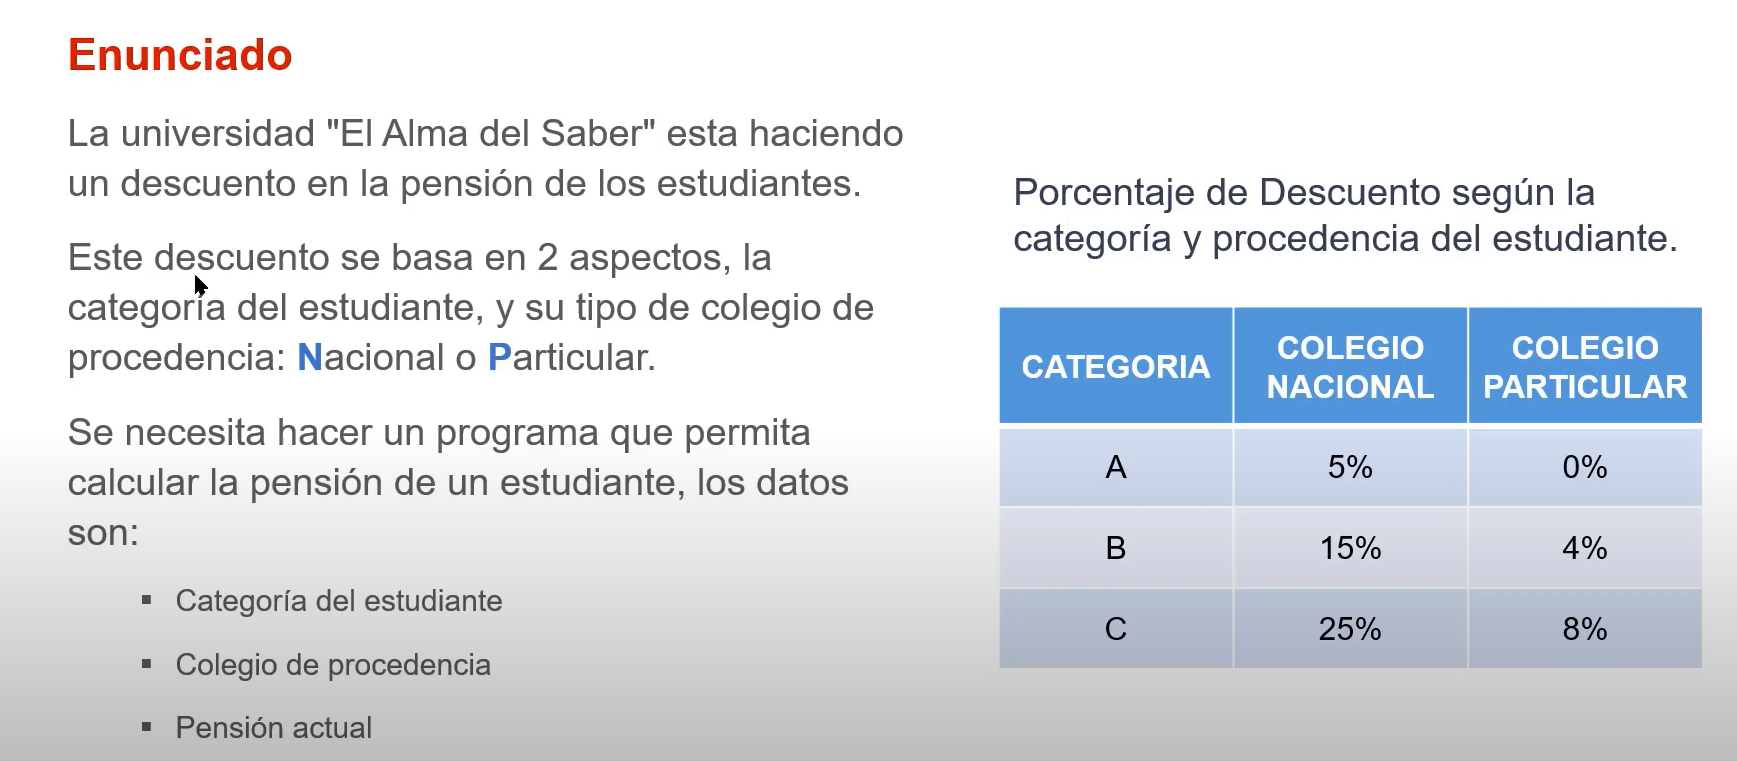 Enunciado
La universidad "El Alma del Saber" esta haciendo
un descuento en la pensión de los estudiantes.
Este descuento se basa en 2 aspectos, la
categoría del estudiante, y su tipo de colegio de
procedencia: Nacional o Particular.
Se necesita hacer un programa que permita
calcular la pensión de un estudiante, los datos
son:
▪ Categoría del estudiante
▪ Colegio de procedencia
▪ Pensión actual
Porcentaje de Descuento según la
categoría y procedencia del estudiante.
CATEGORIA COLEGIO NACIONAL COLEGIO PARTICULAR
A 5% 0%
B 15% 4%
C 25% 8%